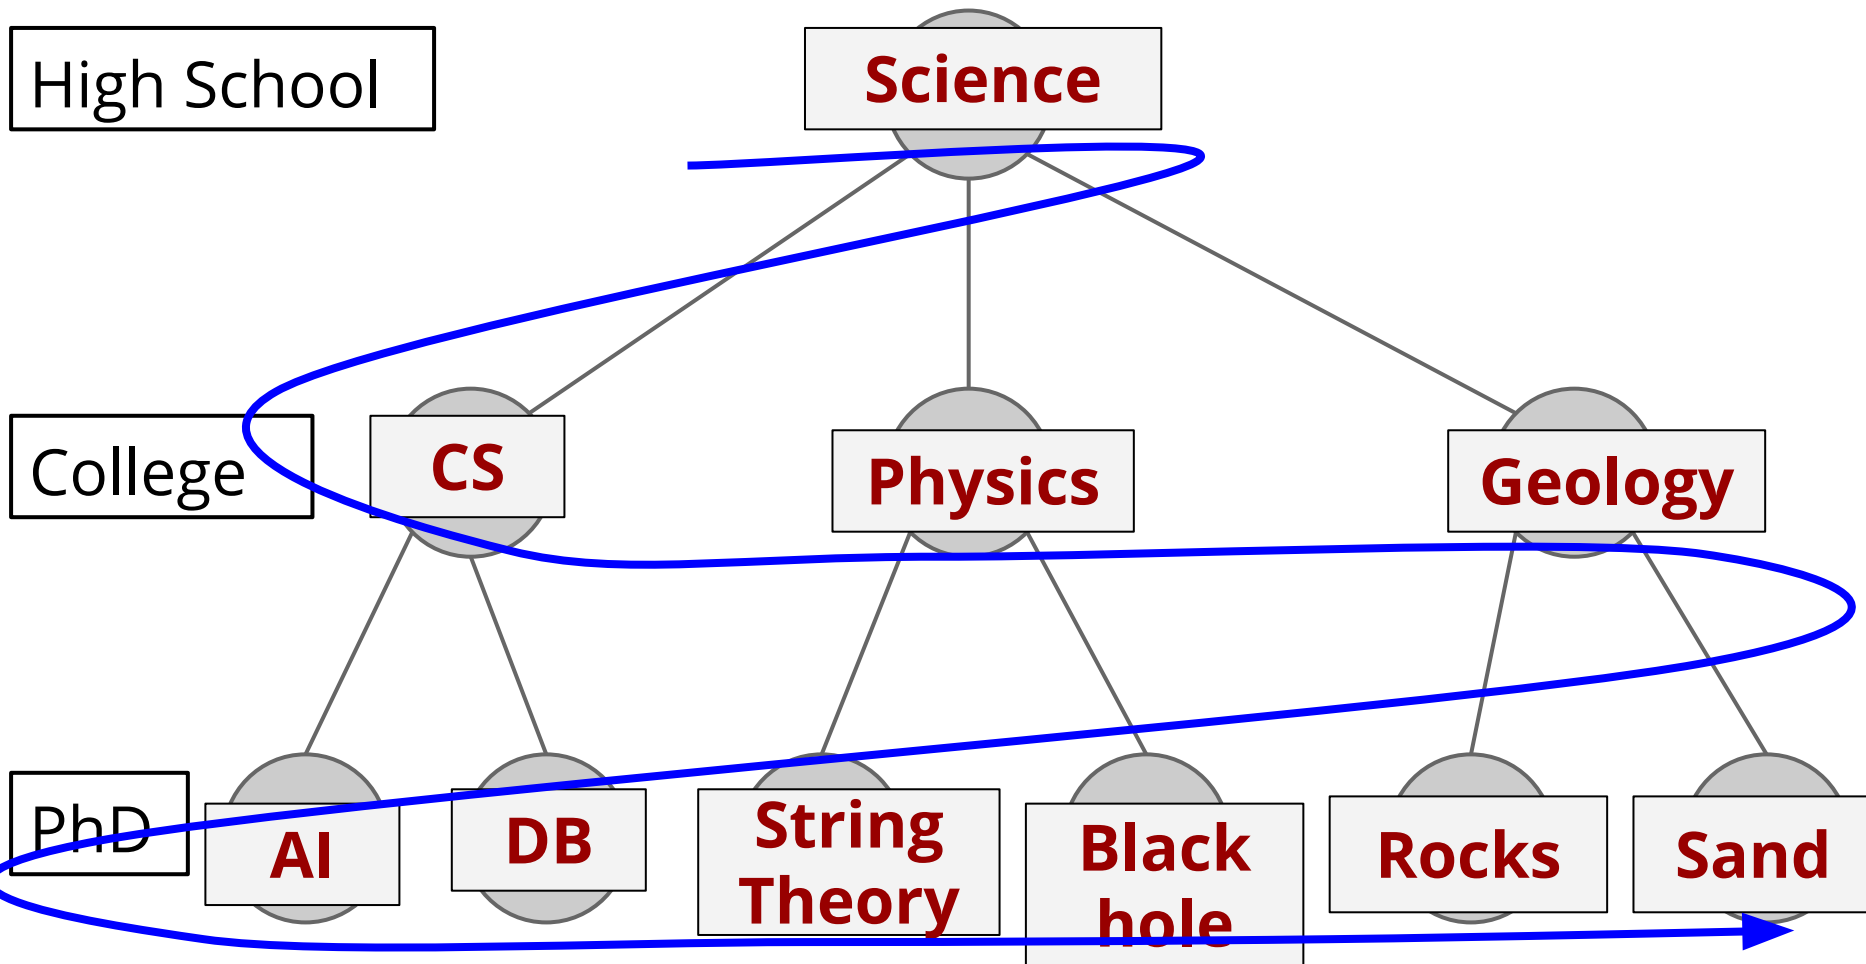 High School
Science
College
CS
Physics
Geology
PhD
AI
DB
String
Theory
Black
hole
Rocks
Sand